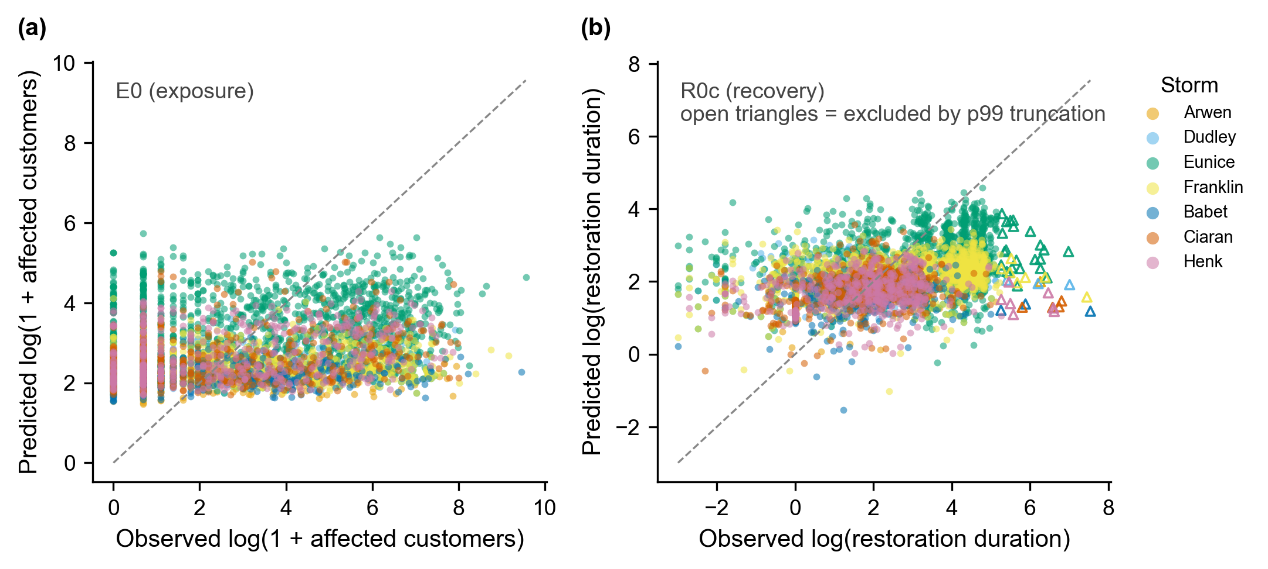 (a)
(b)
E0 (exposure)
Predicted log(1 + affected customers)
10
8
6
4
2
0
0 2 4 6 8 10
Observed log(1 + affected customers)
R0c (recovery)
open triangles = excluded by p99 truncation
Predicted log(restoration duration)
8
6
4
2
0
−2
−2 0 2 4 6 8
Observed log(restoration duration)
Storm
Arwen
Dudley
Eunice
Franklin
Babet
Ciaran
Henk